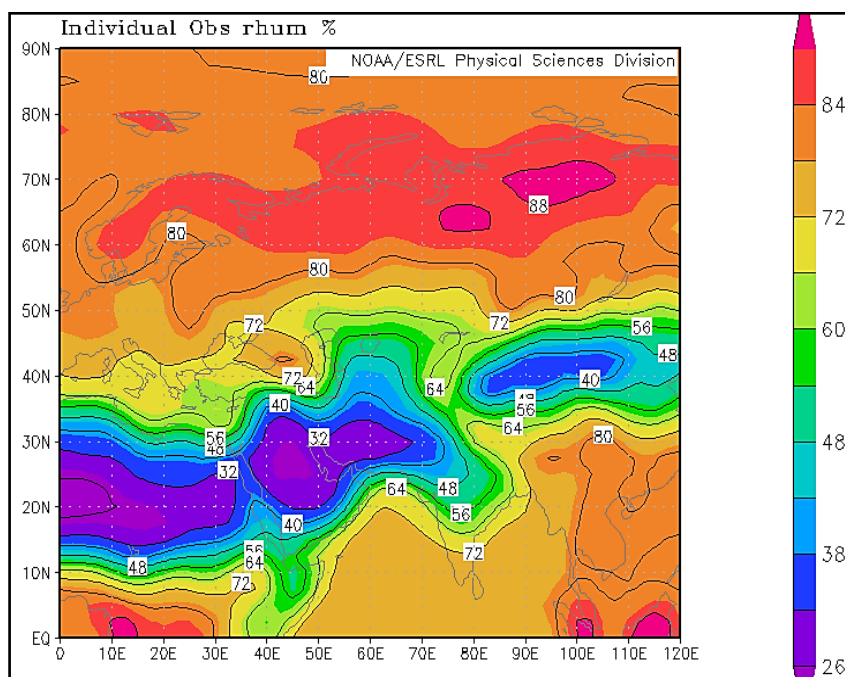 Individual Obs rhum %
NOAA/ESRL Physical Sciences Division
90N
80N
70N
60N
50N
40N
30N
20N
10N
EQ
0 10E 20E 30E 40E 50E 60E 70E 80E 90E 100E 110E 120E
80
88
80
80
80
72
72
56
48
72
64
64
40
40
48
56
56
48
32
32
64
80
64
48
40
56
56
64
72
48
72
84
72
60
48
38
26